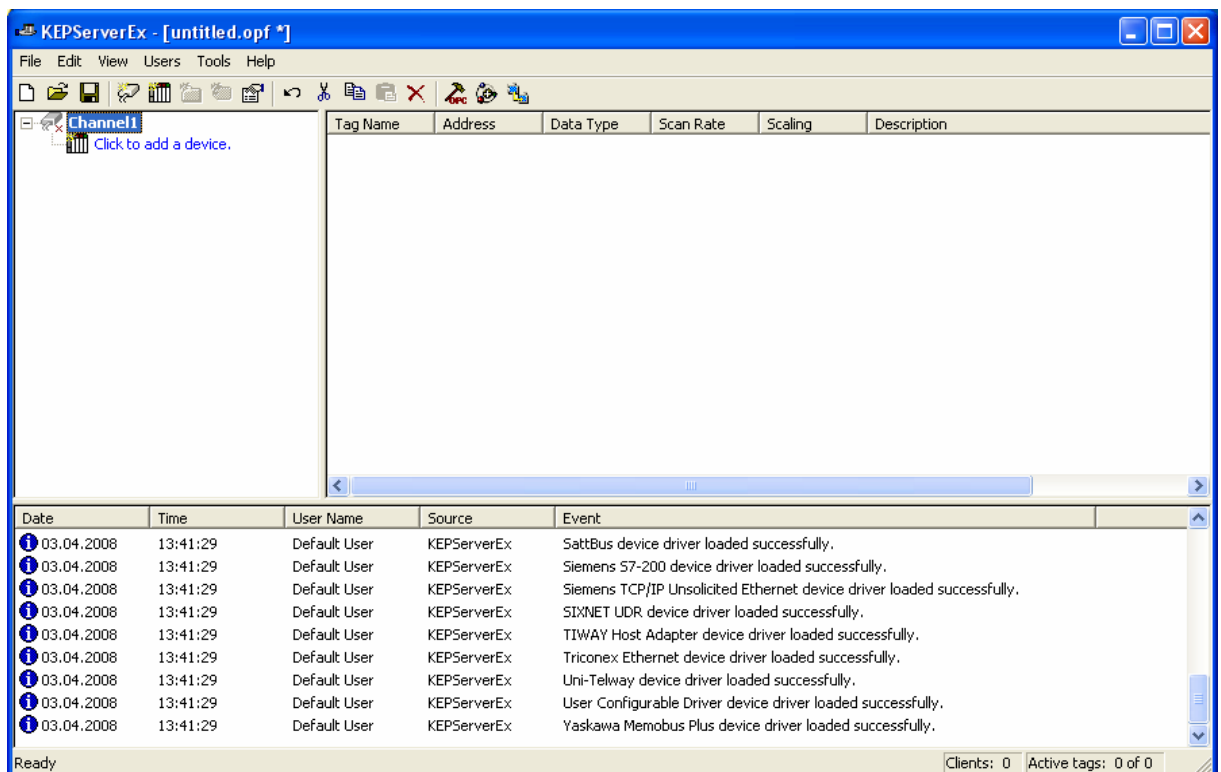 KEPServerEx - [untitled.opf *]
File Edit View Users Tools Help
OPC
Channel1
Click to add a device.
Tag Name Address Data Type Scan Rate Scaling Description
Date Time User Name Source Event
03.04.2008 13:41:29 Default User KEPServerEx SattBus device driver loaded successfully.
03.04.2008 13:41:29 Default User KEPServerEx Siemens S7-200 device driver loaded successfully.
03.04.2008 13:41:29 Default User KEPServerEx Siemens TCP/IP Unsolicited Ethernet device driver loaded successfully.
03.04.2008 13:41:29 Default User KEPServerEx SIXNET UDR device driver loaded successfully.
03.04.2008 13:41:29 Default User KEPServerEx TIWAY Host Adapter device driver loaded successfully.
03.04.2008 13:41:29 Default User KEPServerEx Triconex Ethernet device driver loaded successfully.
03.04.2008 13:41:29 Default User KEPServerEx Uni-Telway device driver loaded successfully.
03.04.2008 13:41:29 Default User KEPServerEx User Configurable Driver device driver loaded successfully.
03.04.2008 13:41:29 Default User KEPServerEx Yaskawa Memobus Plus device driver loaded successfully.
Ready Clients: 0 Active tags: 0 of 0